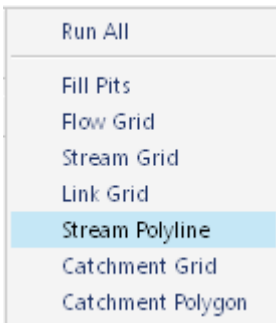 Run All
Fill Pits
Flow Grid
Stream Grid
Link Grid
Stream Polyline
Catchment Grid
Catchment Polygon